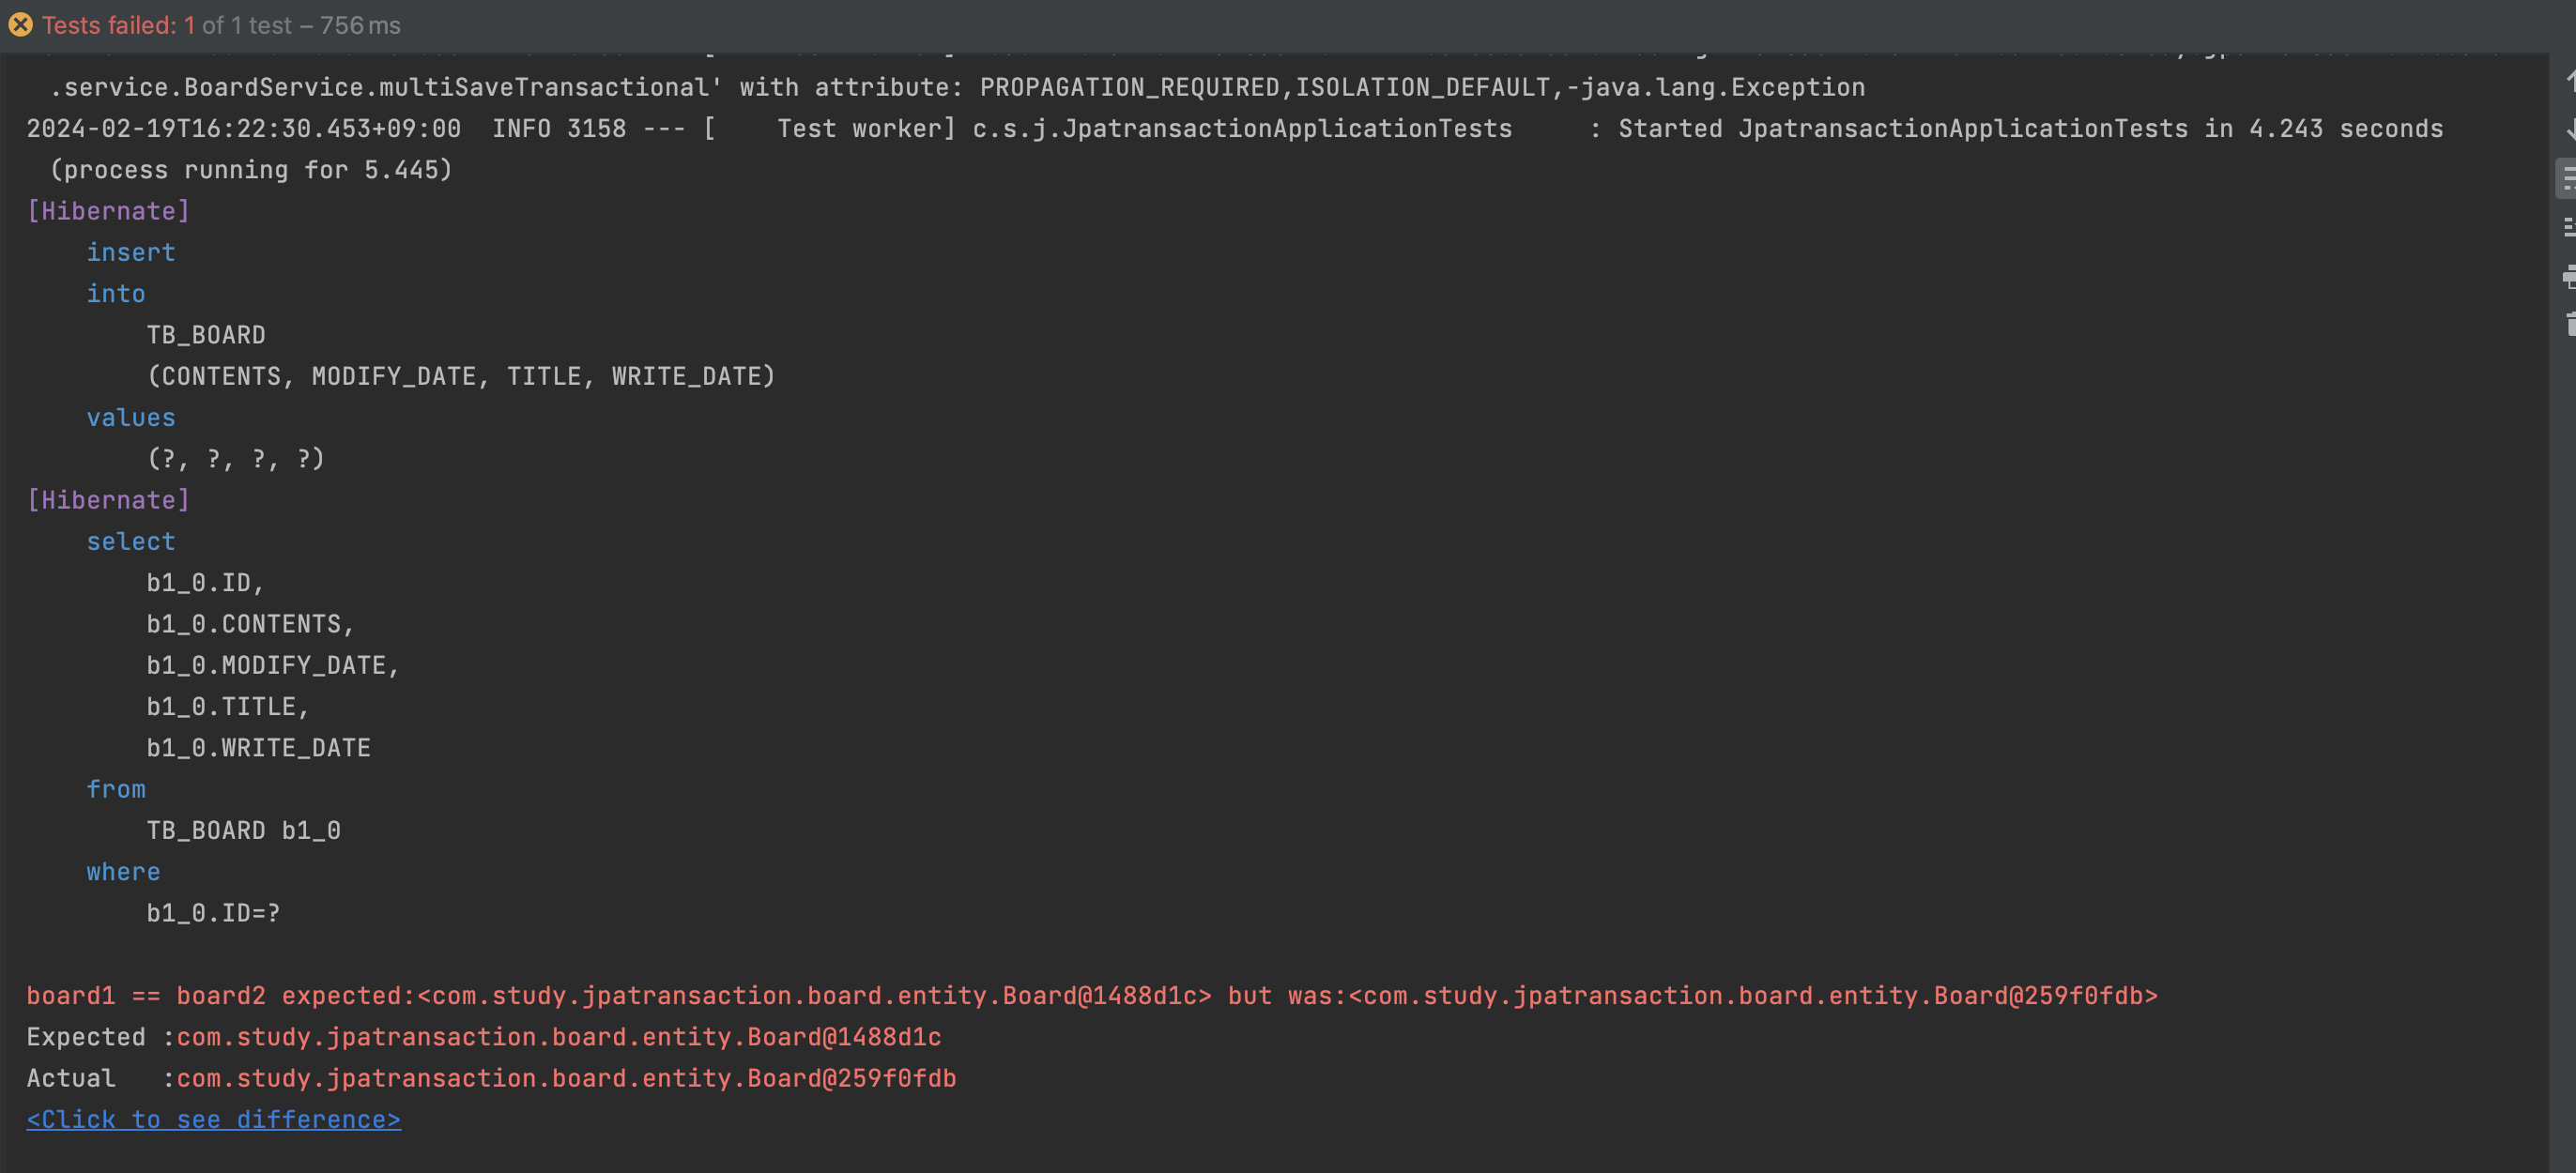 Tests failed: 1 of 1 test – 756 ms
.service.BoardService.multiSaveTransactional' with attribute: PROPAGATION_REQUIRED,ISOLATION_DEFAULT,-java.lang.Exception
2024-02-19T16:22:30.453+09:00  INFO 3158 --- [    Test worker] c.s.j.JpatransactionApplicationTests     : Started JpatransactionApplicationTests in 4.243 seconds
(process running for 5.445)
[Hibernate]
insert
into
TB_BOARD
(CONTENTS, MODIFY_DATE, TITLE, WRITE_DATE)
values
(?, ?, ?, ?)
[Hibernate]
select
b1_0.ID,
b1_0.CONTENTS,
b1_0.MODIFY_DATE,
b1_0.TITLE,
b1_0.WRITE_DATE
from
TB_BOARD b1_0
where
b1_0.ID=?
board1 == board2 expected:<com.study.jpatransaction.board.entity.Board@1488d1c> but was:<com.study.jpatransaction.board.entity.Board@259f0fdb>
Expected :com.study.jpatransaction.board.entity.Board@1488d1c
Actual   :com.study.jpatransaction.board.entity.Board@259f0fdb
<Click to see difference>